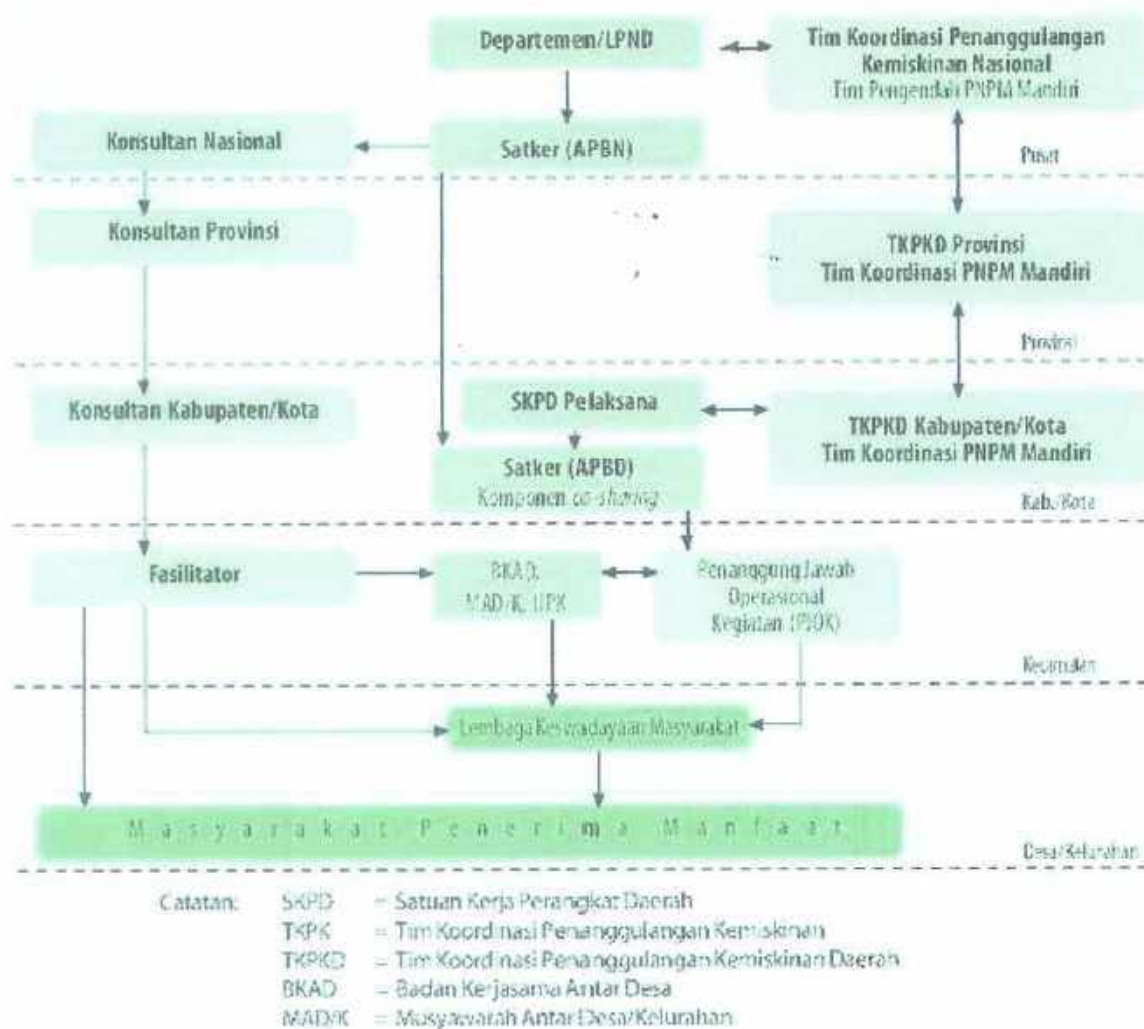 Departemen/LPND
Tim Koordinasi Penanggulangan
Kemiskinan Nasional
Tim Pengendali PNPM Mandiri
Konsultan Nasional
Satker (APBN)
Pusat
Konsultan Provinsi
TKPKD Provinsi
Tim Koordinasi PNPM Mandiri
Provinsi
Konsultan Kabupaten/Kota
SKPD Pelaksana
TKPKD Kabupaten/Kota
Tim Koordinasi PNPM Mandiri
Satker (APBD)
Komponen co-sharing
Kab./Kota
Fasilitator
BKAD,
MAD/K, UPK
Penanggung Jawab
Operasional
Kegiatan (PJOK)
Kecamatan
Lembaga Keswadayaan Masyarakat
Masyarakat Penerima Manfaat
Desa/Kelurahan
Catatan: SKPD = Satuan Kerja Perangkat Daerah
TKPK = Tim Koordinasi Penanggulangan Kemiskinan
TKPKD = Tim Koordinasi Penanggulangan Kemiskinan Daerah
BKAD = Badan Kerjasama Antar Desa
MAD/K = Musyawarah Antar Desa/Kelurahan